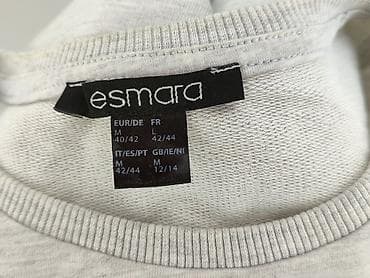 esmara
EUR/DE FR
M L
40/42 42/44
IT/ES/PT GB/IE/NI
M M
42/44 12/14